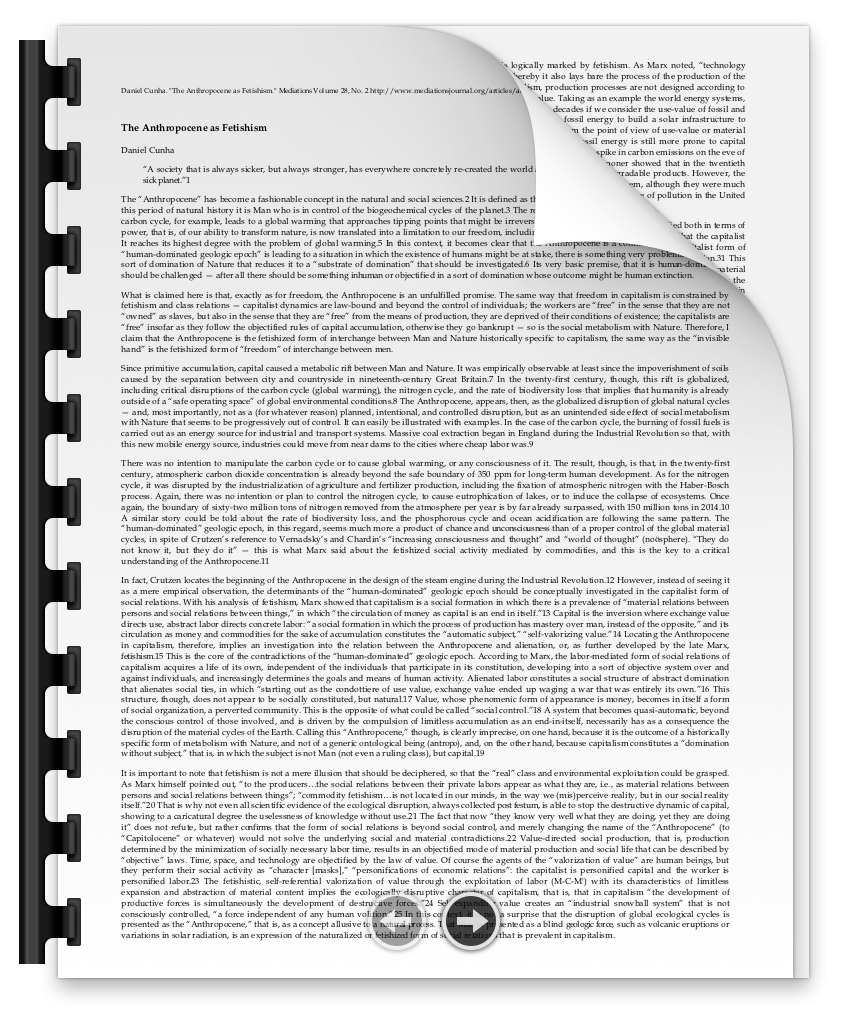 Daniel Cunha. "The Anthropocene as Fetishism." Mediations Volume 28, No. 2 http://www.mediationsjournal.org/articles/
The Anthropocene as Fetishism
Daniel Cunha
“A society that is always sicker, but always stronger, has everywhere concretely re-created the world
sick planet.”1
The “Anthropocene” has become a fashionable concept in the natural and social sciences.2 It is defined as
this period of natural history it is Man who is in control of the biogeochemical cycles of the planet.3 The
carbon cycle, for example, leads to a global warming that approaches tipping points that might be
power, that is, of our ability to transform nature, is now translated into a limitation to our freedom,
It reaches its highest degree with the problem of global warming.5 In this context, it becomes clear that the Anthropocene is a
“human-dominated geologic epoch” is leading to a situation in which the existence of humans might be at stake, there is something very
sort of domination of Nature that reduces it to a “substrate of domination” that should be investigated.6 Its very basic premise, that it is
should be challenged — after all there should be something inhuman or objectified in a sort of domination whose outcome might be human extinction.
What is claimed here is that, exactly as for freedom, the Anthropocene is an unfulfilled promise. The same way that freedom in capitalism is constrained by
fetishism and class relations — capitalist dynamics are law-bound and beyond the control of individuals; the workers are “free” in the sense that they are not
“owned” as slaves, but also in the sense that they are “free” from the means of production, they are deprived of their conditions of existence; the capitalists are
“free” insofar as they follow the objectified rules of capital accumulation, otherwise they go bankrupt — so is the social metabolism with Nature. Therefore, I
claim that the Anthropocene is the fetishized form of interchange between Man and Nature historically specific to capitalism, the same way as the “invisible
hand” is the fetishized form of “freedom” of interchange between men.
Since primitive accumulation, capital caused a metabolic rift between Man and Nature. It was empirically observable at least since the impoverishment of soils
caused by the separation between city and countryside in nineteenth-century Great Britain.7 In the twenty-first century, though, this rift is globalized,
including critical disruptions of the carbon cycle (global warming), the nitrogen cycle, and the rate of biodiversity loss that implies that humanity is already
outside of a “safe operating space” of global environmental conditions.8 The Anthropocene, appears, then, as the globalized disruption of global natural cycles
— and, most importantly, not as a (for whatever reason) planned, intentional, and controlled disruption, but as an unintended side effect of social metabolism
with Nature that seems to be progressively out of control. It can easily be illustrated with examples. In the case of the carbon cycle, the burning of fossil fuels is
carried out as an energy source for industrial and transport systems. Massive coal extraction began in England during the Industrial Revolution so that, with
this new mobile energy source, industries could move from near dams to the cities where cheap labor was.9
There was no intention to manipulate the carbon cycle or to cause global warming, or any consciousness of it. The result, though, is that, in the twenty-first
century, atmospheric carbon dioxide concentration is already beyond the safe boundary of 350 ppm for long-term human development. As for the nitrogen
cycle, it was disrupted by the industrialization of agriculture and fertilizer production, including the fixation of atmospheric nitrogen with the Haber-Bosch
process. Again, there was no intention or plan to control the nitrogen cycle, to cause eutrophication of lakes, or to induce the collapse of ecosystems. Once
again, the boundary of sixty-two million tons of nitrogen removed from the atmosphere per year is by far already surpassed, with 150 million tons in 2014.10
A similar story could be told about the rate of biodiversity loss, and the phosphorous cycle and ocean acidification are following the same pattern. The
“human-dominated” geologic epoch, in this regard, seems much more a product of chance and unconsciousness than of a proper control of the global material
cycles, in spite of Crutzen’s reference to Vernadsky’s and Chardin’s “increasing consciousness and thought” and “world of thought” (noösphere). “They do
not know it, but they do it” — this is what Marx said about the fetishized social activity mediated by commodities, and this is the key to a critical
understanding of the Anthropocene.11
In fact, Crutzen locates the beginning of the Anthropocene in the design of the steam engine during the Industrial Revolution.12 However, instead of seeing it
as a mere empirical observation, the determinants of the “human-dominated” geologic epoch should be conceptually investigated in the capitalist form of
social relations. With his analysis of fetishism, Marx showed that capitalism is a social formation in which there is a prevalence of “material relations between
persons and social relations between things,” in which “the circulation of money as capital is an end in itself.”13 Capital is the inversion where exchange value
directs use, abstract labor directs concrete labor: “a social formation in which the process of production has mastery over man, instead of the opposite,” and its
circulation as money and commodities for the sake of accumulation constitutes the “automatic subject,” “self-valorizing value.”14 Locating the Anthropocene
in capitalism, therefore, implies an investigation into the relation between the Anthropocene and alienation, or, as further developed by the late Marx,
fetishism.15 This is the core of the contradictions of the “human-dominated” geologic epoch. According to Marx, the labor-mediated form of social relations of
capitalism acquires a life of its own, independent of the individuals that participate in its constitution, developing into a sort of objective system over and
against individuals, and increasingly determines the goals and means of human activity. Alienated labor constitutes a social structure of abstract domination
that alienates social ties, in which “starting out as the condottiere of use value, exchange value ended up waging a war that was entirely its own.”16 This
structure, though, does not appear to be socially constituted, but natural.17 Value, whose phenomenal form of appearance is money, becomes in itself a form
of social organization, a perverted community. This is the opposite of what could be called “social control.”18 A system that becomes quasi-automatic, beyond
the conscious control of those involved, and is driven by the compulsion of limitless accumulation as an end-in-itself, necessarily has as a consequence the
disruption of the material cycles of the Earth. Calling this “Anthropocene,” though, is clearly imprecise, on one hand, because it is the outcome of a historically
specific form of metabolism with Nature, and not of a generic ontological being (antropo), and, on the other hand, because capitalism constitutes a “domination
without subject,” that is, in which the subject is not Man (not even a ruling class), but capital.19
It is important to note that fetishism is not a mere illusion that should be deciphered, so that the “real” class and environmental exploitation could be grasped.
As Marx himself pointed out, “to the producers…the social relations between their private labors appear as what they are, i.e., as material relations between
persons and social relations between things”; “commodity fetishism…is not located in our minds, in the way we (mis)perceive reality, but in our social reality
itself.”20 That is why not even all scientific evidence of the ecological disruption, always collected post festum, is able to stop the destructive dynamic of capital,
showing to a caricatural degree the uselessness of knowledge without use.21 The fact that now “they know very well what they are doing, yet they are doing
it” does not refute, but rather confirms that the form of social relations is beyond social control, and merely changing the name of the “Anthropocene” (to
“Capitolocene” or whatever) would not solve the underlying social and material contradictions.22 Value-directed social production, that is, production
determined by the minimization of socially necessary labor time, results in an objectified mode of material production and social life that can be described by
“objective” laws. Time, space, and technology are objectified by the law of value. Of course the agents of the “valorization of value” are human beings, but
they perform their social activity as “character [masks],” “personifications of economic relations”: the capitalist is personified capital and the worker is
personified labor.23 The fetishistic, self-referential valorization of value through the exploitation of labor (M-C-M’) with its characteristics of limitless
expansion and abstraction of material content implies the ecologically disruptive character of capitalism, that is, that in capitalism “the development of
productive forces is simultaneously the development of destructive forces.”24 Self-expanding value creates an “industrial snowball system” that is not
consciously controlled, “a force independent of any human volition.”25 In this context, it is not a surprise that the disruption of global ecological cycles is
presented as the “Anthropocene,” that is, as a concept allusive to a natural process. That Man is presented as a blind geologic force, such as volcanic eruptions or
variations in solar radiation, is an expression of the naturalized or fetishized form of social relations that is prevalent in capitalism.
logically marked by fetishism. As Marx noted, “technology
hereby it also lays bare the process of the production of the
production processes are not designed according to
Taking as an example the world energy systems,
decades if we consider the use-value of fossil and
fossil energy to build a solar infrastructure to
the point of view of use-value or material
fossil energy is still more prone to capital
spike in carbon emissions on the eve of
showed that in the twentieth
products. However, the
although they were much
of pollution in the United
both in terms of
that the capitalist
form of
This
material
the
in